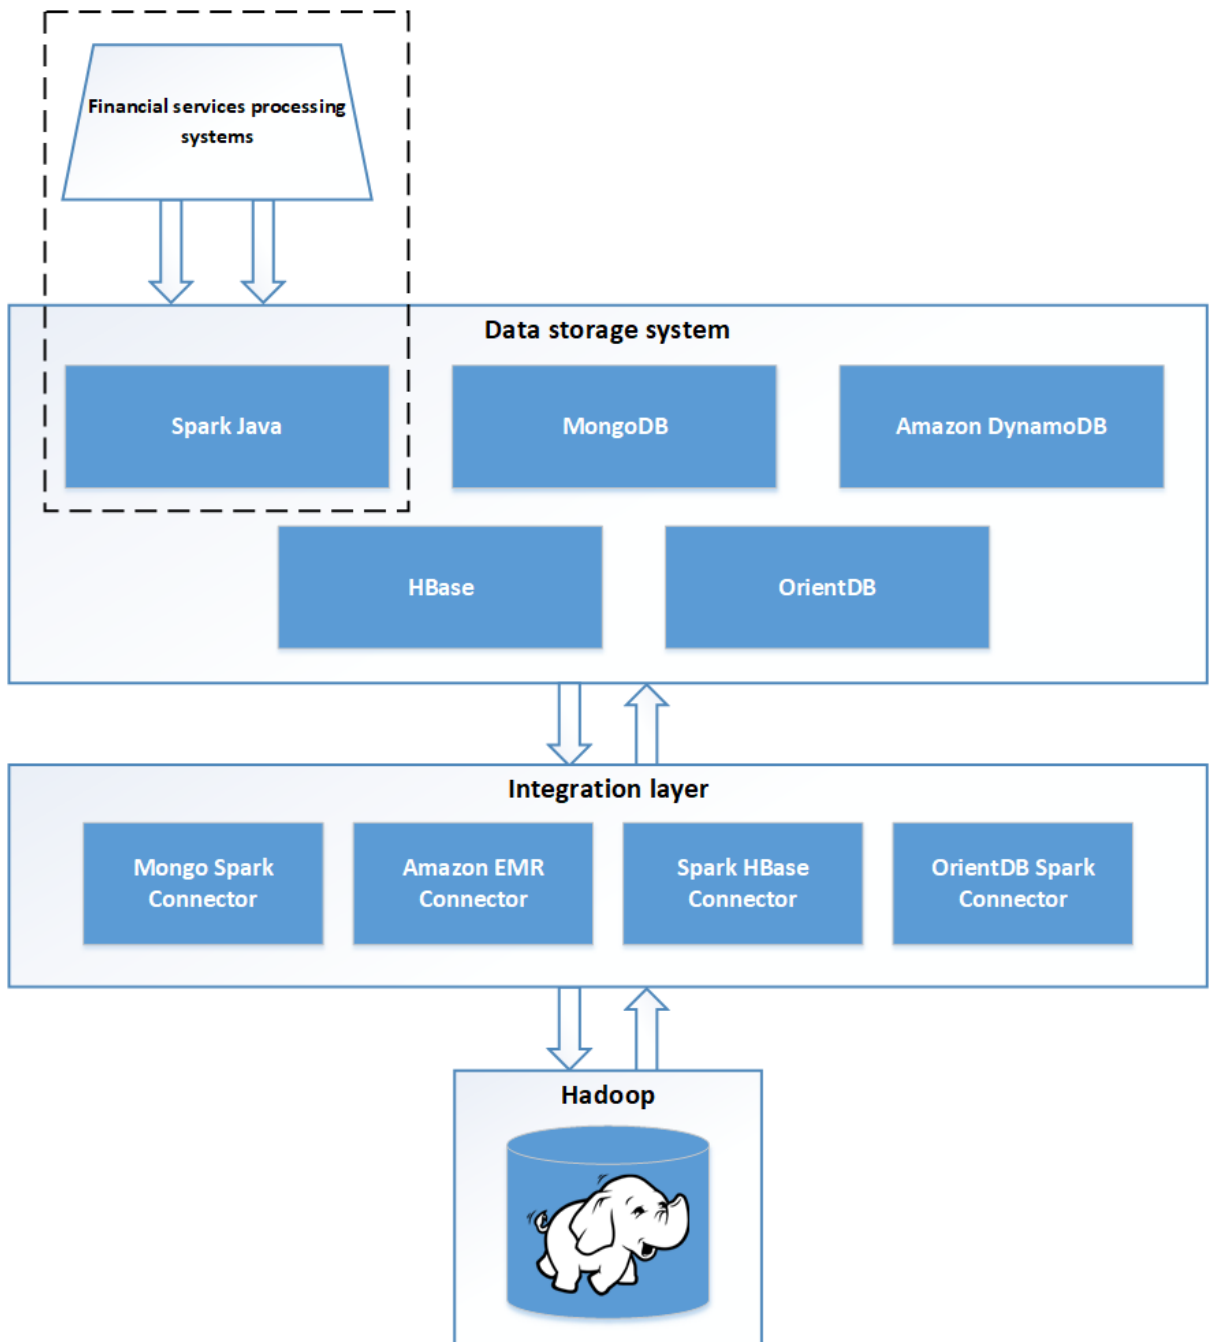 Financial services processing
systems
Data storage system
Spark Java
MongoDB
Amazon DynamoDB
HBase
OrientDB
Integration layer
Mongo Spark
Connector
Amazon EMR
Connector
Spark HBase
Connector
OrientDB Spark
Connector
Hadoop